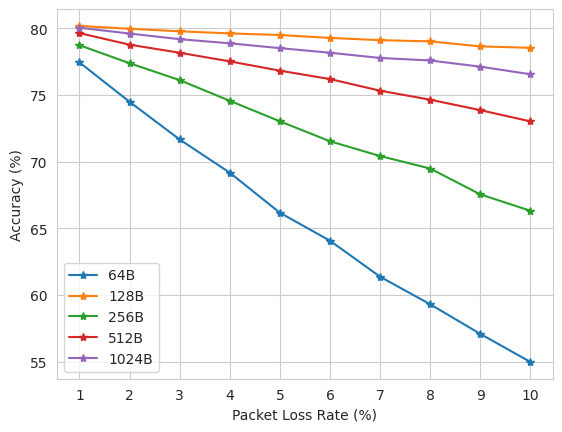 80
75
70
65
60
55
Accuracy (%)
64B
128B
256B
512B
1024B
1 2 3 4 5 6 7 8 9 10
Packet Loss Rate (%)